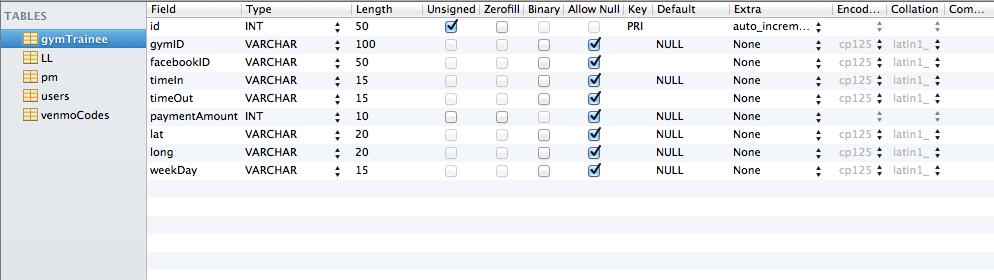 TABLES
gymTrainee
LL
pm
users
venmoCodes
Field Type Length Unsigned Zerofill Binary Allow Null Key Default Extra Encod... Collation Com...
id INT 50 PRI auto_increm...
gymID VARCHAR 100 NULL None cp125 latin1_
facebookID VARCHAR 50 None cp125 latin1_
timeIn VARCHAR 15 NULL None cp125 latin1_
timeOut VARCHAR 15 None cp125 latin1_
paymentAmount INT 10 NULL None
lat VARCHAR 20 NULL None cp125 latin1_
long VARCHAR 20 NULL None cp125 latin1_
weekDay VARCHAR 15 NULL None cp125 latin1_